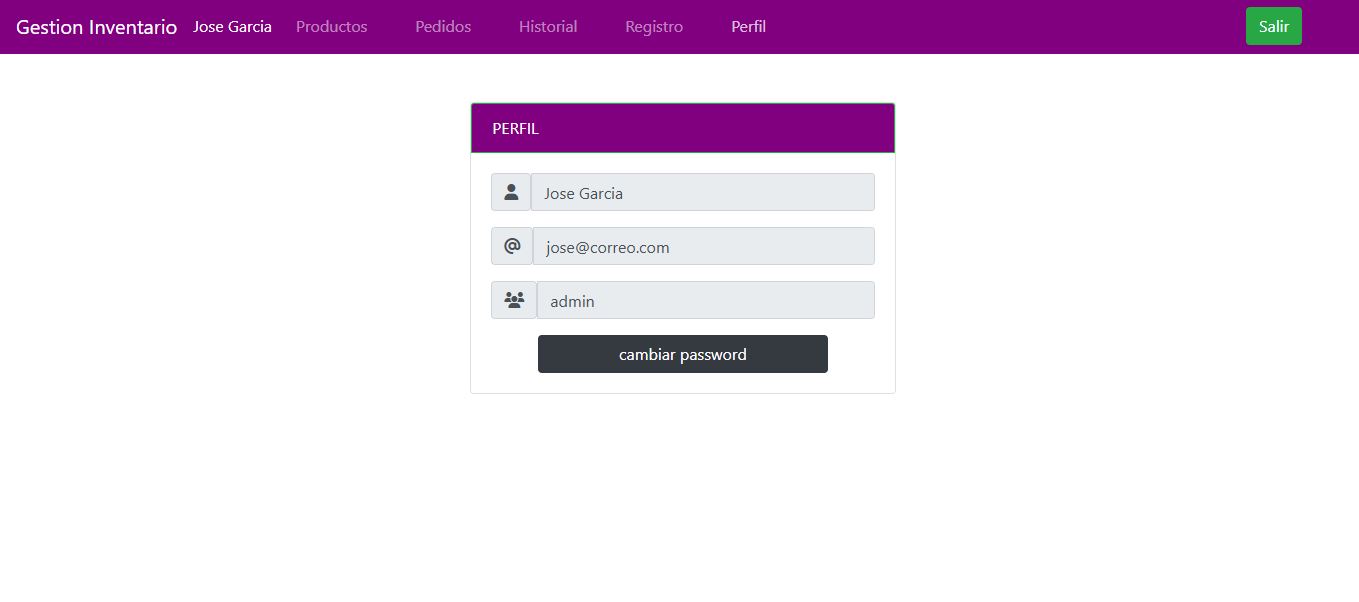 Gestion Inventario Jose Garcia Productos Pedidos Historial Registro Perfil Salir
PERFIL
Jose Garcia
@ jose@correo.com
admin
cambiar password